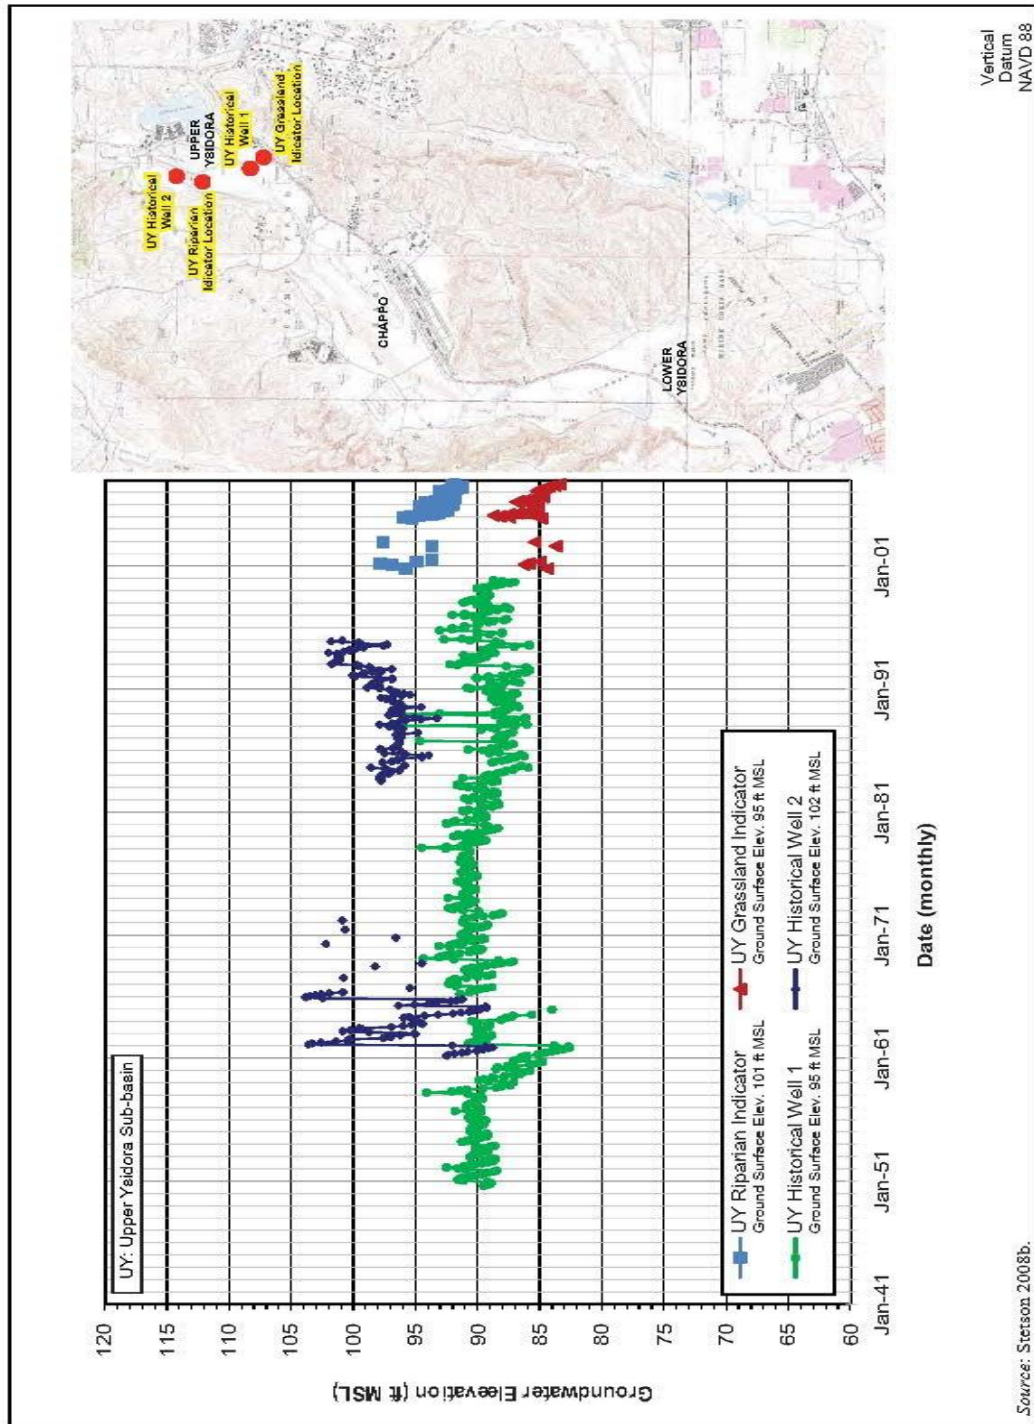 UY Historical
Well 2
UY Riparian
Idicator Location
UPPER
YSIDORA
UY Historical
Well 1
UY Grassland
Idicator Location
CHAPPO
LOWER
YSIDORA
Vertical
Datum
NAVD 88
UY: Upper Ysidora Sub-basin
Groundwater Eleevation (ft MSL)
120
110
105
100
95
90
85
80
75
70
65
60
UY Riparian Indicator
Ground Surface Elev. 101 ft MSL
UY Grassland Indicator
Ground Surface Elev. 95 ft MSL
UY Historical Well 1
Ground Surface Elev. 95 ft MSL
UY Historical Well 2
Ground Surface Elev. 102 ft MSL
Jan-41
Jan-51
Jan-61
Jan-71
Jan-81
Jan-91
Jan-01
Date (monthly)
Source: Stetson 2008b.